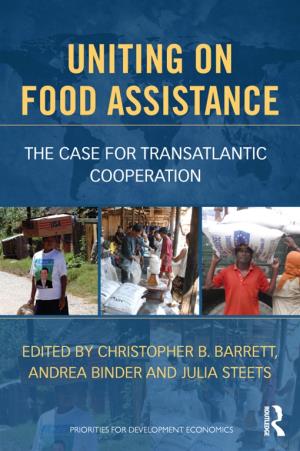 UNITING ON
FOOD ASSISTANCE
THE CASE FOR TRANSATLANTIC
COOPERATION
EDITED BY CHRISTOPHER B. BARRETT,
ANDREA BINDER AND JULIA STEETS
PRIORITIES FOR DEVELOPMENT ECONOMICS
ROUTLEDGE